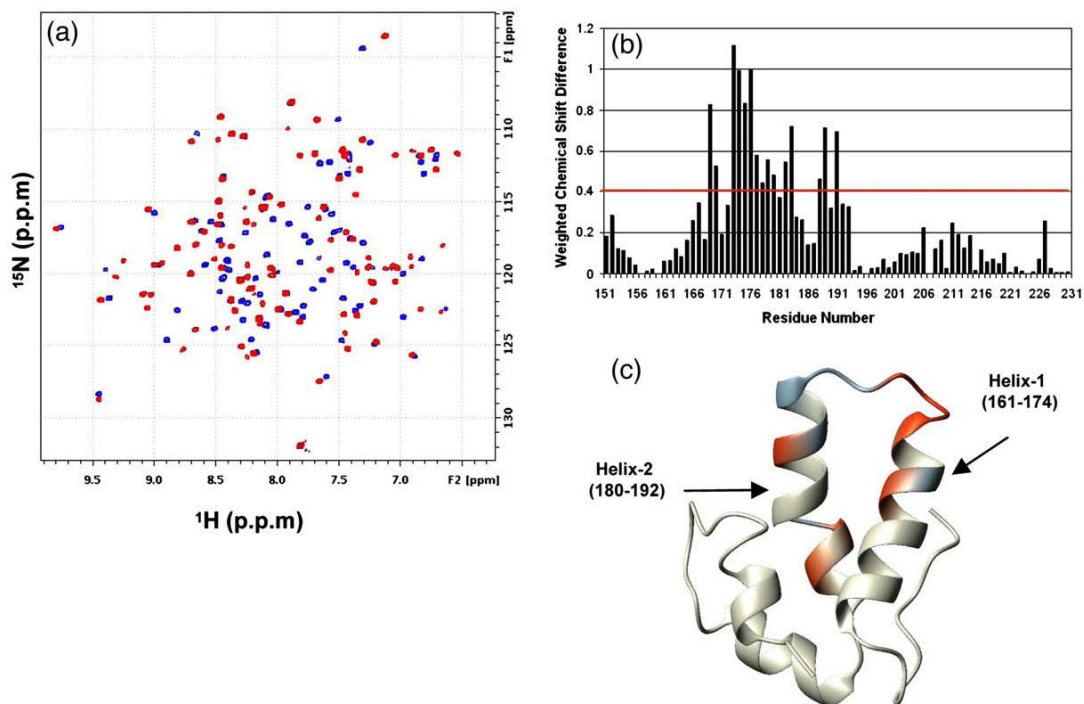 (a)
F1 [ppm]
110
115
120
125
130
15N (p.p.m)
9.5 9.0 8.5 8.0 7.5 7.0 F2 [ppm]
1H (p.p.m)
(b)
Weighted Chemical Shift Difference
1.2
1
0.8
0.6
0.4
0.2
0
151 156 161 166 171 176 181 186 191 196 201 206 211 216 221 226 231
Residue Number
(c)
Helix-1
(161-174)
Helix-2
(180-192)